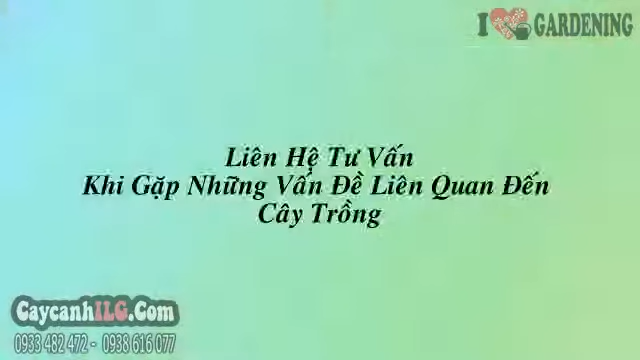 I GARDENING
Liên Hệ Tư Vấn
Khi Gặp Những Vấn Đề Liên Quan Đến
Cây Trồng
CaycanhILG.Com
0933 482 472 - 0938 616 077